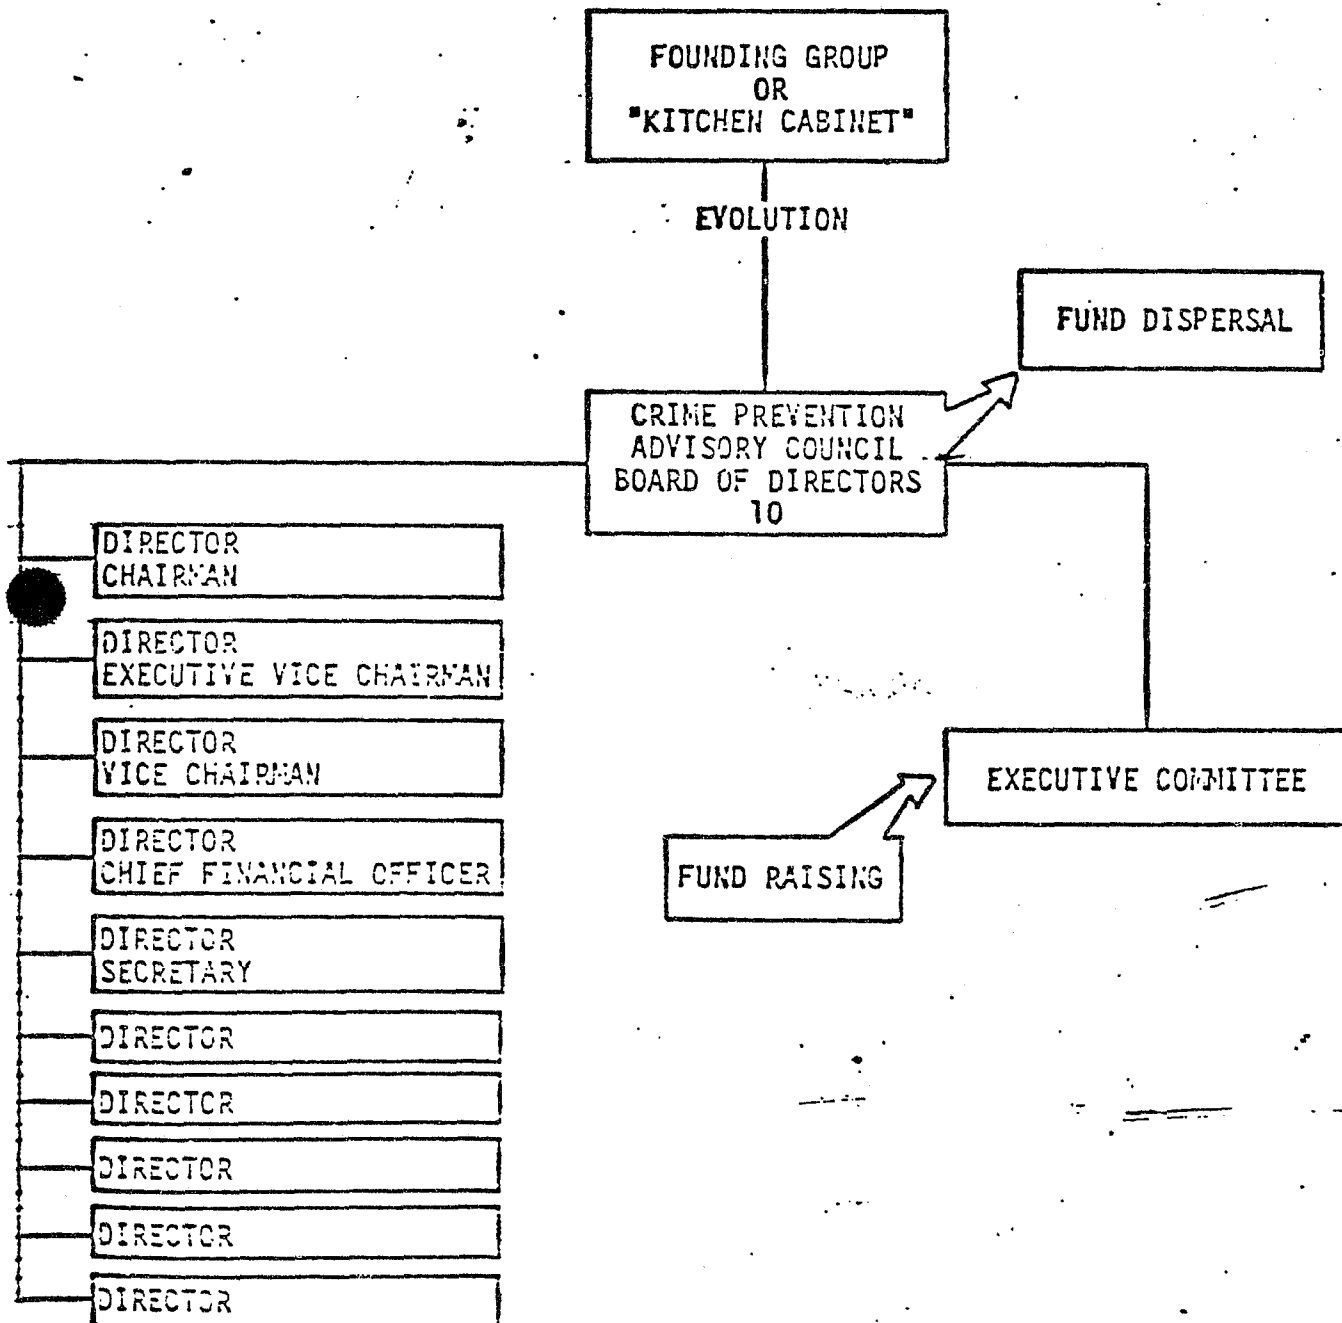 FOUNDING GROUP
OR
"KITCHEN CABINET"
EVOLUTION
FUND DISPERSAL
CRIME PREVENTION
ADVISORY COUNCIL
BOARD OF DIRECTORS
10
DIRECTOR
CHAIRMAN
DIRECTOR
EXECUTIVE VICE CHAIRMAN
DIRECTOR
VICE CHAIRMAN
DIRECTOR
CHIEF FINANCIAL OFFICER
DIRECTOR
SECRETARY
DIRECTOR
DIRECTOR
DIRECTOR
DIRECTOR
DIRECTOR
EXECUTIVE COMMITTEE
FUND RAISING